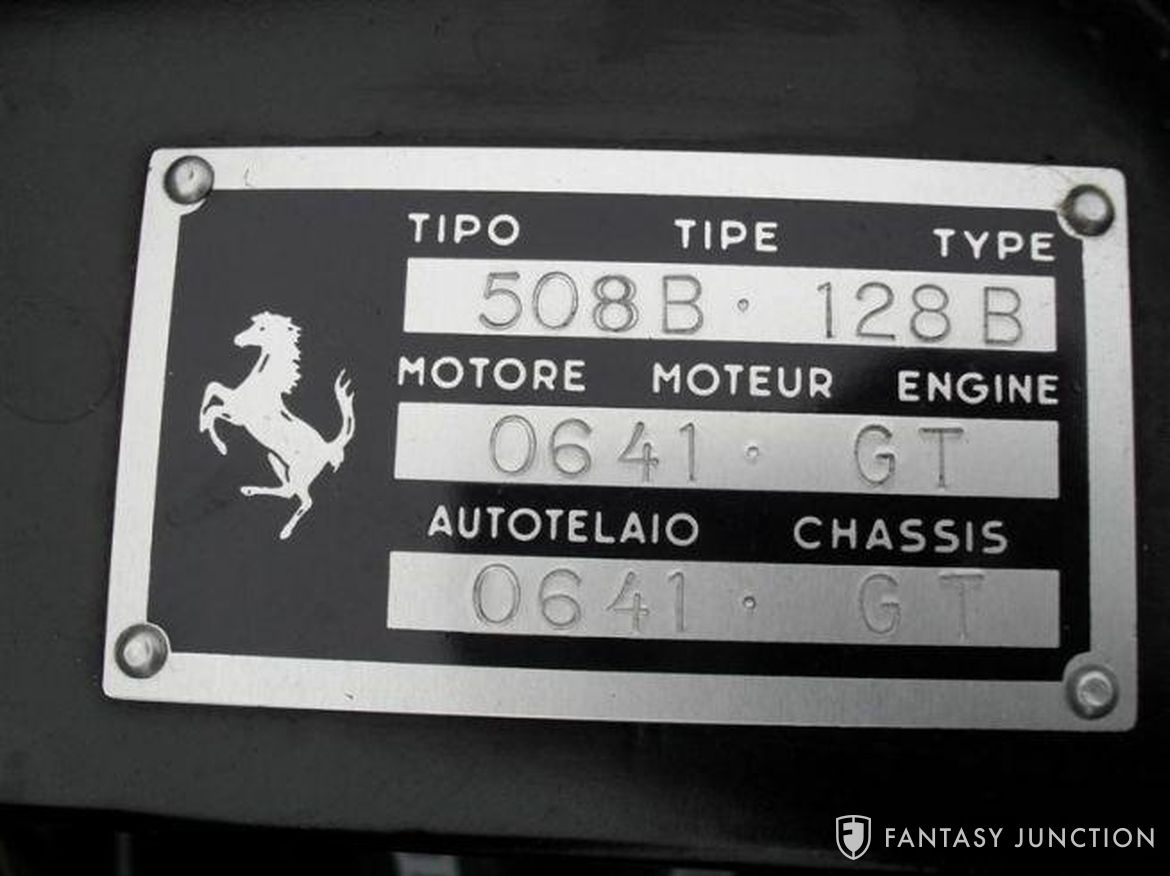 TIPO TIPE TYPE
508B · 128B
MOTORE MOTEUR ENGINE
0641 · GT
AUTOTELAIO CHASSIS
0641 · GT
FANTASY JUNCTION